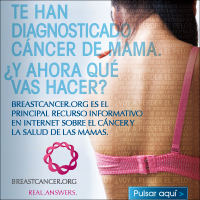 TE HAN
DIAGNOSTICADO
CÁNCER DE MAMA.
¿Y AHORA QUÉ
VAS HACER?
BREASTCANCER.ORG ES EL
PRINCIPAL RECURSO INFORMATIVO
EN INTERNET SOBRE EL CÁNCER Y
LA SALUD DE LAS MAMAS.
BREASTCANCER.ORG
REAL ANSWERS.
Pulsar aquí >